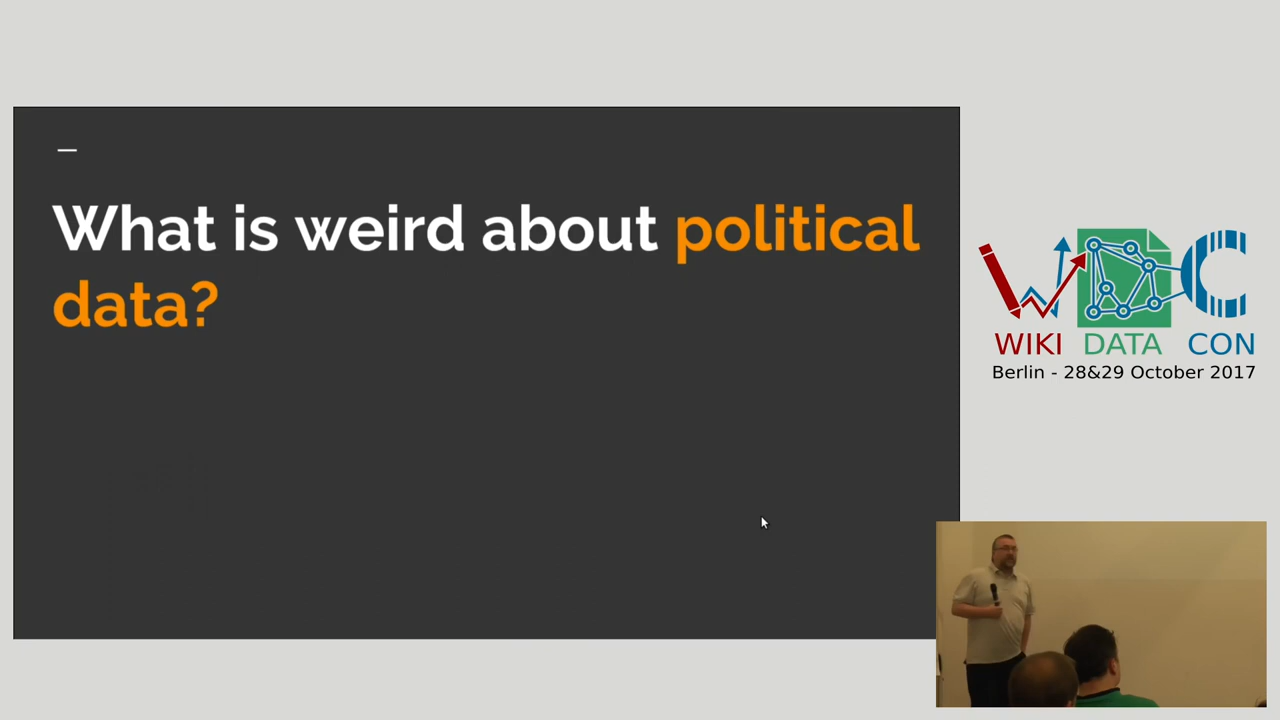 What is weird about political
data?
WIKI DATA CON
Berlin - 28&29 October 2017